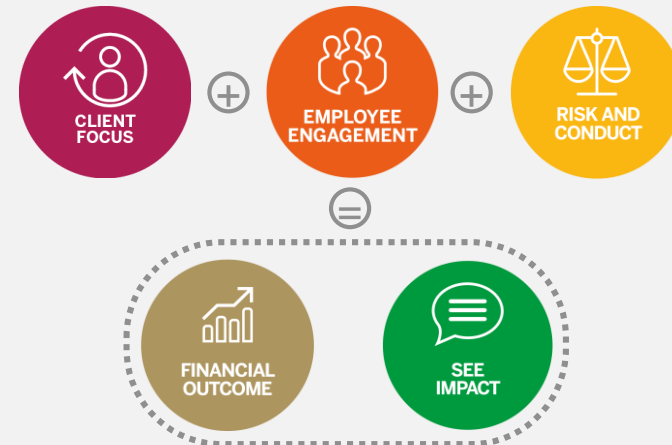 CLIENT
FOCUS
+
EMPLOYEE
ENGAGEMENT
+
RISK AND
CONDUCT
=
FINANCIAL
OUTCOME
SEE
IMPACT